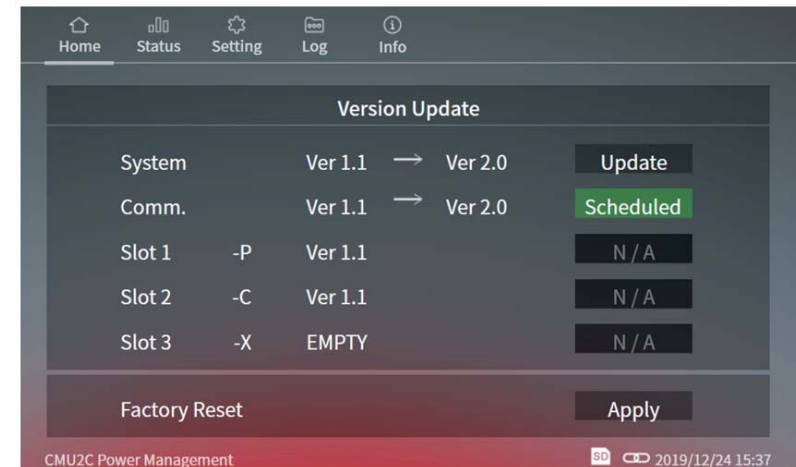 Home Status Setting Log Info
Version Update
System Ver 1.1 → Ver 2.0 Update
Comm. Ver 1.1 → Ver 2.0 Scheduled
Slot 1 -P Ver 1.1 N / A
Slot 2 -C Ver 1.1 N / A
Slot 3 -X EMPTY N / A
Factory Reset Apply
CMU2C Power Management SD 2019/12/24 15:37